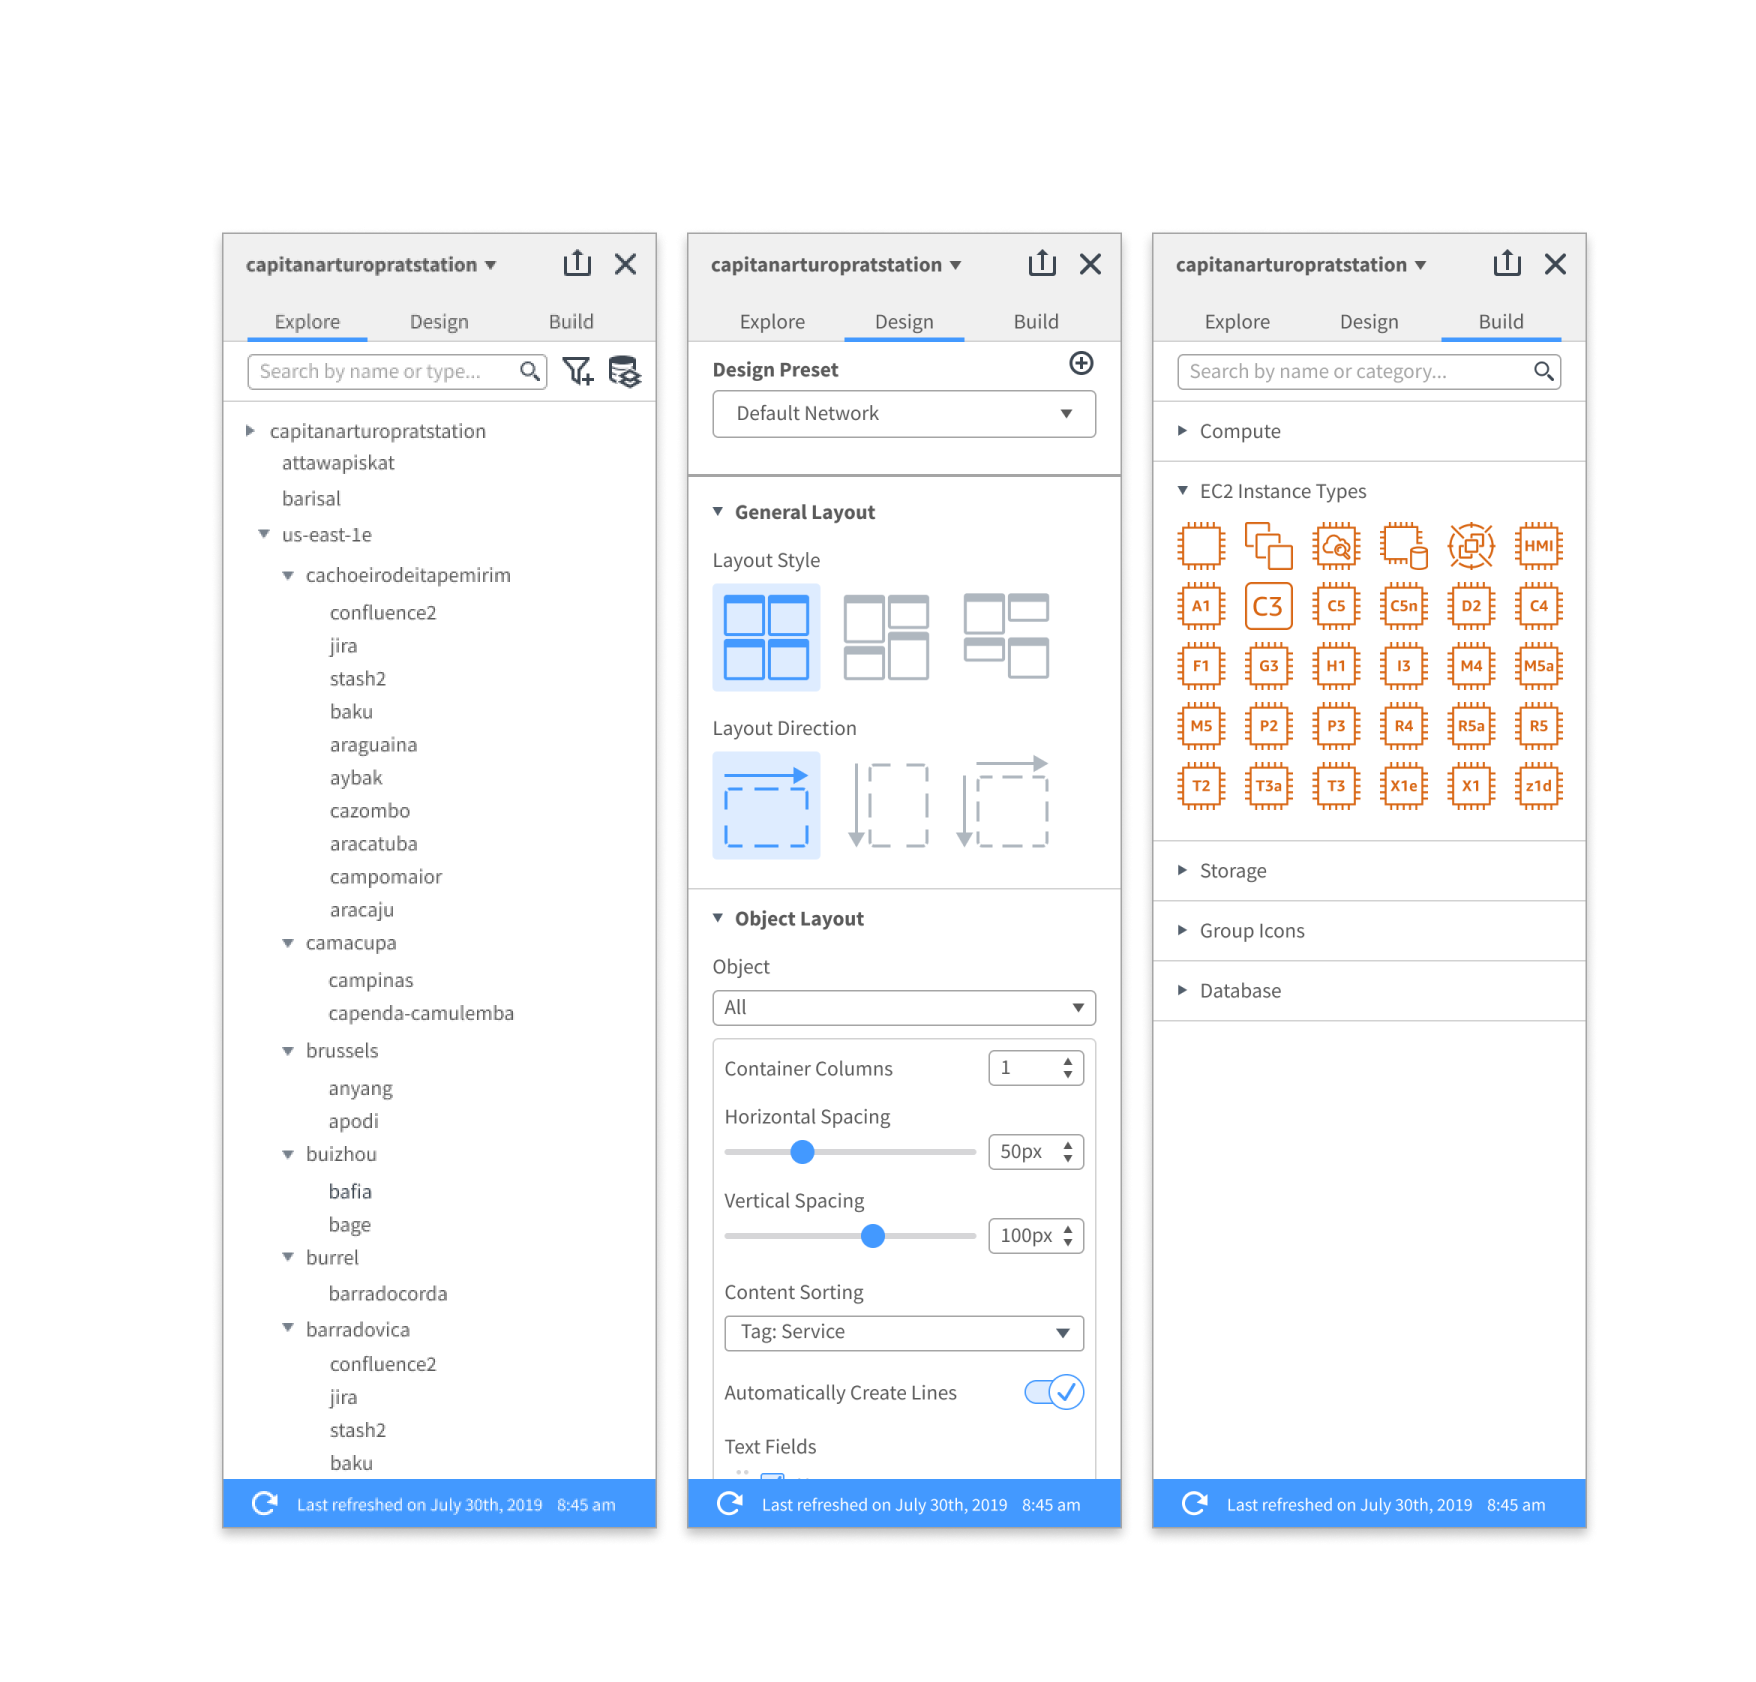 capitanarturopratstation
Explore Design Build
Search by name or type...
capitanarturopratstation
attawapiskat
barisal
us-east-1e
cachoeirodeitapemirim
confluence2
jira
stash2
baku
araguaina
aybak
cazombo
aracatuba
campomaior
aracaju
camacupa
campinas
capenda-camulemba
brussels
anyang
apodi
buizhou
bafia
bage
burrel
barradocorda
barradovica
confluence2
jira
stash2
baku
Last refreshed on July 30th, 2019 8:45 am
capitanarturopratstation
Explore Design Build
Design Preset
Default Network
General Layout
Layout Style
Layout Direction
Object Layout
Object
All
Container Columns 1
Horizontal Spacing
50px
Vertical Spacing
100px
Content Sorting
Tag: Service
Automatically Create Lines
Text Fields
Last refreshed on July 30th, 2019 8:45 am
capitanarturopratstation
Explore Design Build
Search by name or category...
Compute
EC2 Instance Types
HMI
A1 C3 C5 C5n D2 C4
F1 G3 H1 I3 M4 M5a
M5 P2 P3 R4 R5a R5
T2 T3a T3 X1e X1 z1d
Storage
Group Icons
Database
Last refreshed on July 30th, 2019 8:45 am